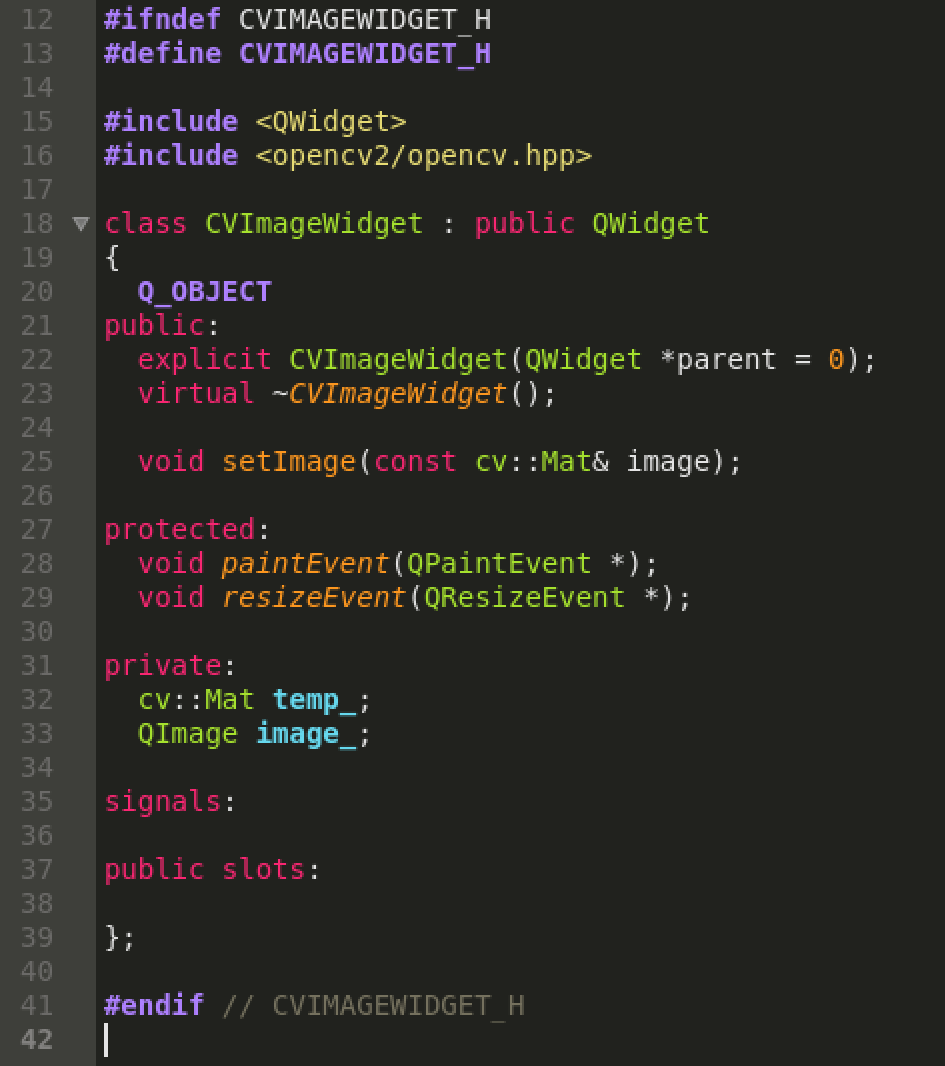 12 #ifndef CVIMAGEWIDGET_H
13 #define CVIMAGEWIDGET_H
14
15 #include <QWidget>
16 #include <opencv2/opencv.hpp>
17
18 class CVImageWidget : public QWidget
19 {
20   Q_OBJECT
21 public:
22   explicit CVImageWidget(QWidget *parent = 0);
23   virtual ~CVImageWidget();
24
25   void setImage(const cv::Mat& image);
26
27 protected:
28   void paintEvent(QPaintEvent *);
29   void resizeEvent(QResizeEvent *);
30
31 private:
32   cv::Mat temp_;
33   QImage image_;
34
35 signals:
36
37 public slots:
38
39 };
40
41 #endif // CVIMAGEWIDGET_H
42